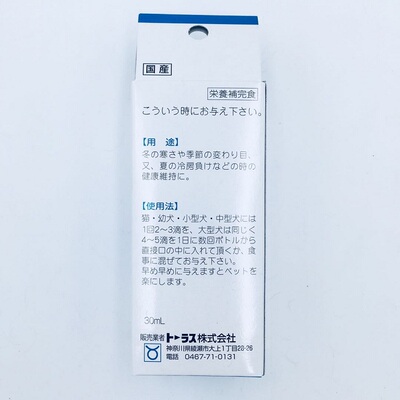 国産
栄養補完食
こういう時にお与え下さい。
【用　途】
冬の寒さや季節の変わり目、
又、夏の冷房負けなどの時の
健康維持に。
【使用法】
猫・幼犬・小型犬・中型犬には
1回2〜3滴を、大型犬は同じく
4〜5滴を1日に数回ボトルから
直接口の中に入れて頂くか、食
事に混ぜてお与え下さい。
早め早めに与えますとペットを
楽にします。
30mL
販売業者 トーラス株式会社
神奈川県綾瀬市大上1丁目28-26
電話　0467-71-0131